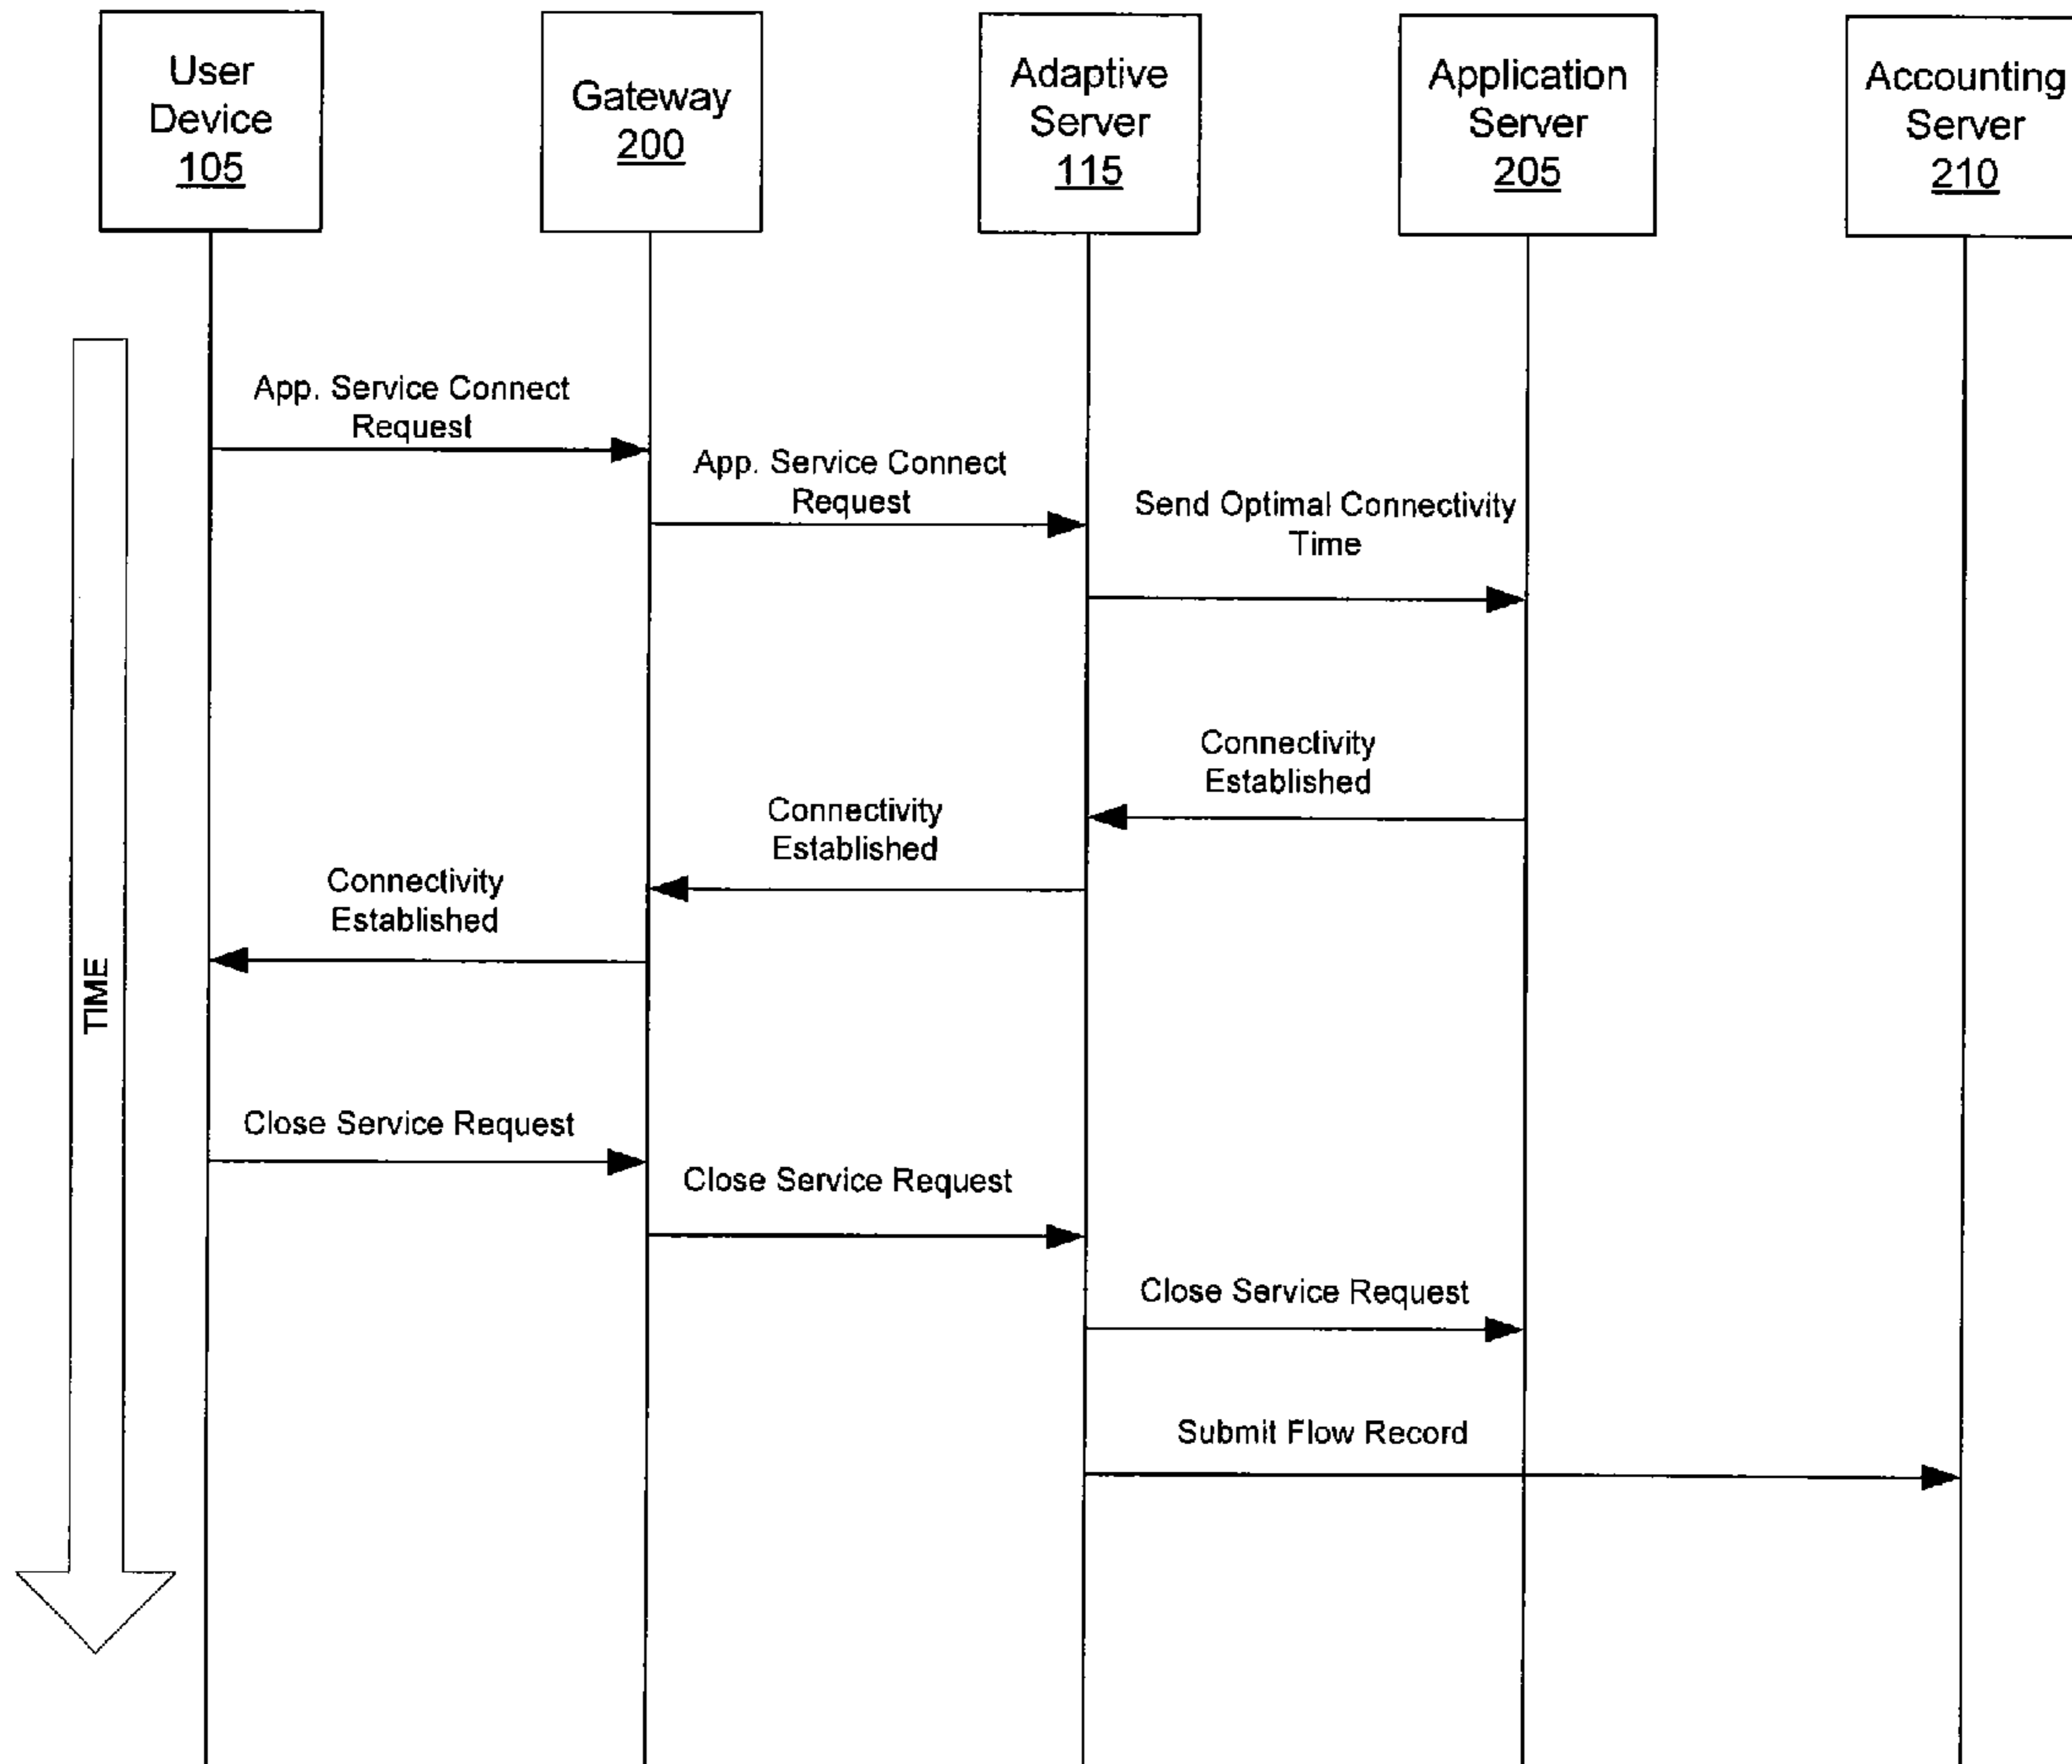 User
Device
105
Gateway
200
Adaptive
Server
115
Application
Server
205
Accounting
Server
210
App. Service Connect
Request
App. Service Connect
Request
Send Optimal Connectivity
Time
Connectivity
Established
Connectivity
Established
Connectivity
Established
TIME
Close Service Request
Close Service Request
Close Service Request
Submit Flow Record